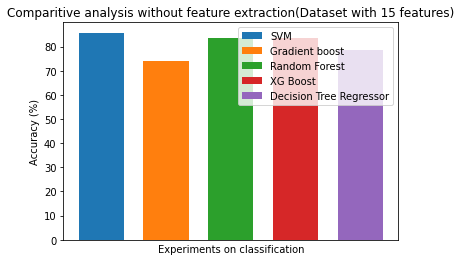 Comparitive analysis without feature extraction(Dataset with 15 features)
SVM
Gradient boost
Random Forest
XG Boost
Decision Tree Regressor
Accuracy (%)
80
70
60
50
40
30
20
10
0
Experiments on classification